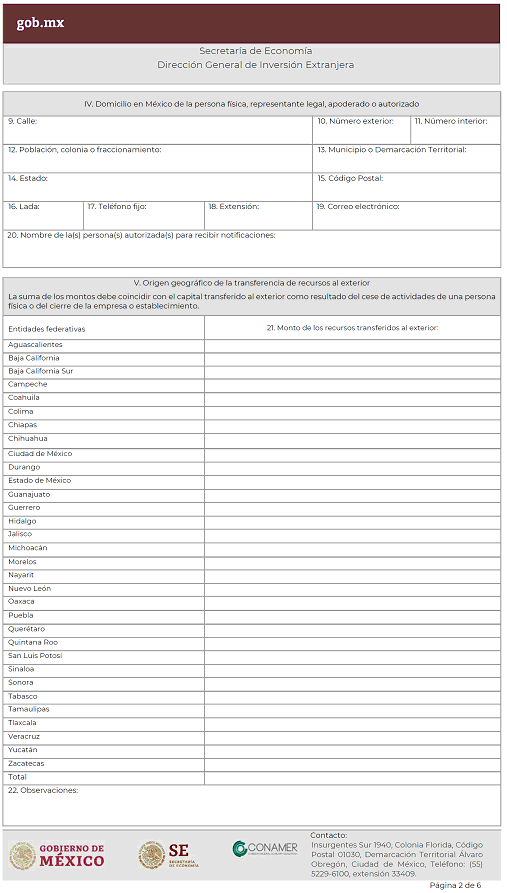 gob.mx
Secretaría de Economía
Dirección General de Inversión Extranjera
IV. Domicilio en México de la persona física, representante legal, apoderado o autorizado
9. Calle:
10. Número exterior:
11. Número interior:
12. Población, colonia o fraccionamiento:
13. Municipio o Demarcación Territorial:
14. Estado:
15. Código Postal:
16. Lada:
17. Teléfono fijo:
18. Extensión:
19. Correo electrónico:
20. Nombre de la(s) persona(s) autorizada(s) para recibir notificaciones:
V. Origen geográfico de la transferencia de recursos al exterior
La suma de los montos debe coincidir con el capital transferido al exterior como resultado del cese de actividades de una persona
física o del cierre de la empresa o establecimiento.
Entidades federativas
21. Monto de los recursos transferidos al exterior:
Aguascalientes
Baja California
Baja California Sur
Campeche
Coahuila
Colima
Chiapas
Chihuahua
Ciudad de México
Durango
Estado de México
Guanajuato
Guerrero
Hidalgo
Jalisco
Michoacán
Morelos
Nayarit
Nuevo León
Oaxaca
Puebla
Querétaro
Quintana Roo
San Luis Potosí
Sinaloa
Sonora
Tabasco
Tamaulipas
Tlaxcala
Veracruz
Yucatán
Zacatecas
Total
22. Observaciones:
GOBIERNO DE
MÉXICO
SE
SECRETARÍA
DE ECONOMÍA
CONAMER
Contacto:
Insurgentes Sur 1940, Colonia Florida, Código
Postal 01030, Demarcación Territorial Álvaro
Obregón, Ciudad de México, Teléfono: (55)
5229-6100, extensión 33409.
Página 2 de 6